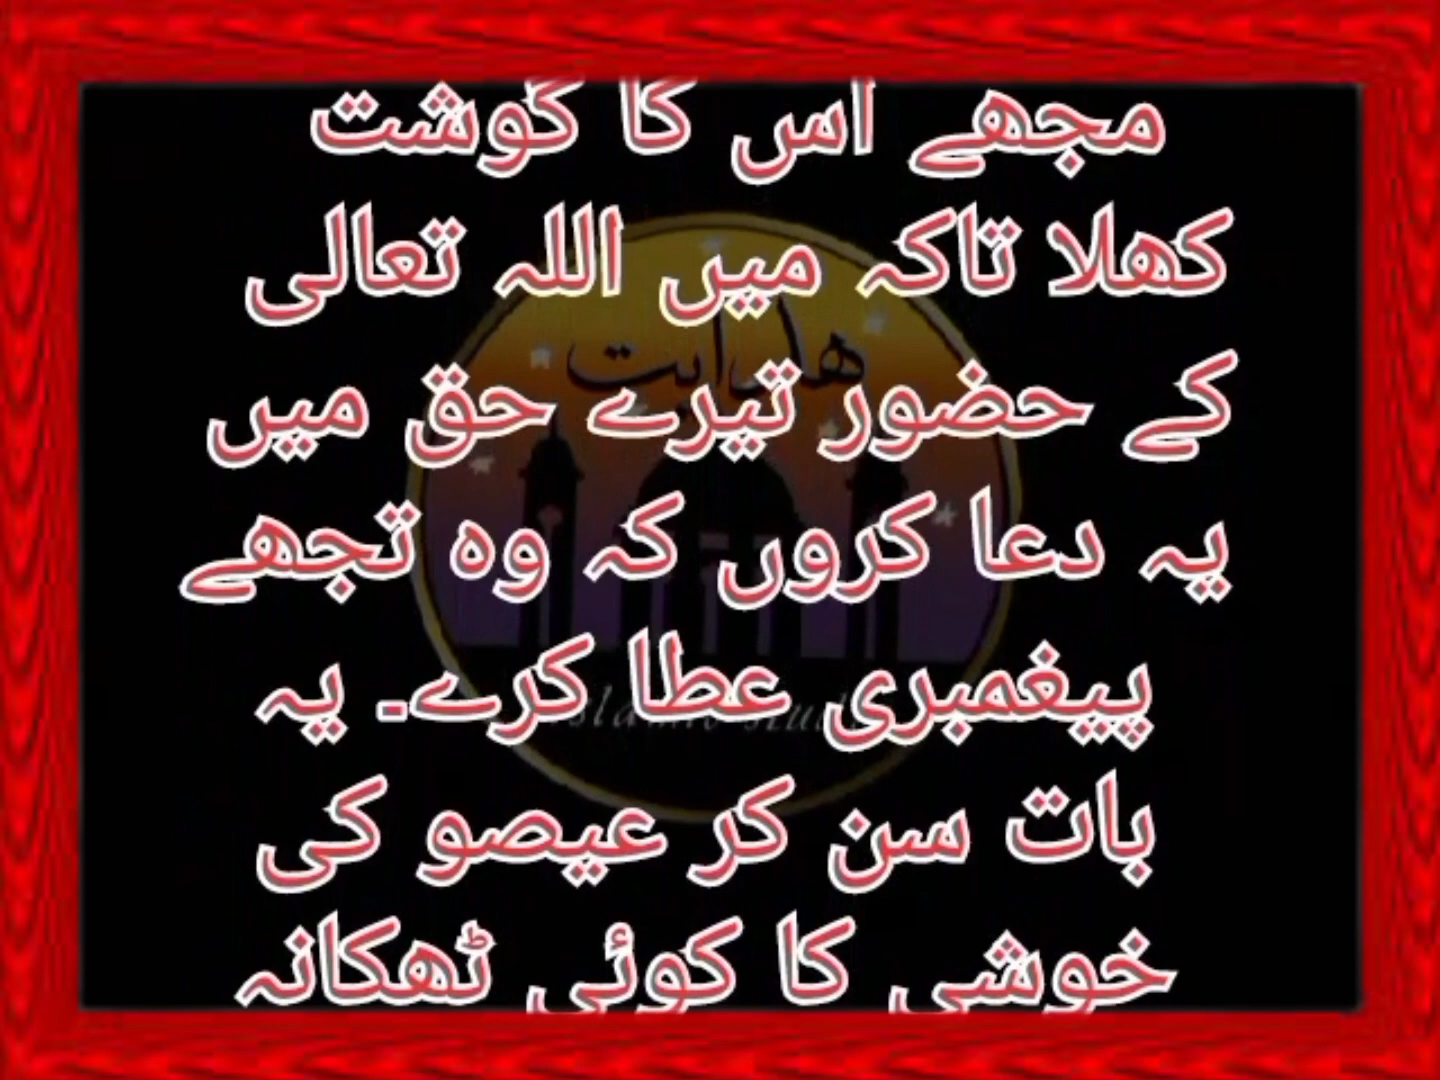 مجھے اس کا گوشت
کھلا تاکہ میں اللہ تعالی
کے حضور تیرے حق میں
یہ دعا کروں کہ وہ تجھے
پیغمبری عطا کرے۔ یہ
بات سن کر عیصو کی
خوشی کا کوئی ٹھکانہ
ھدایت